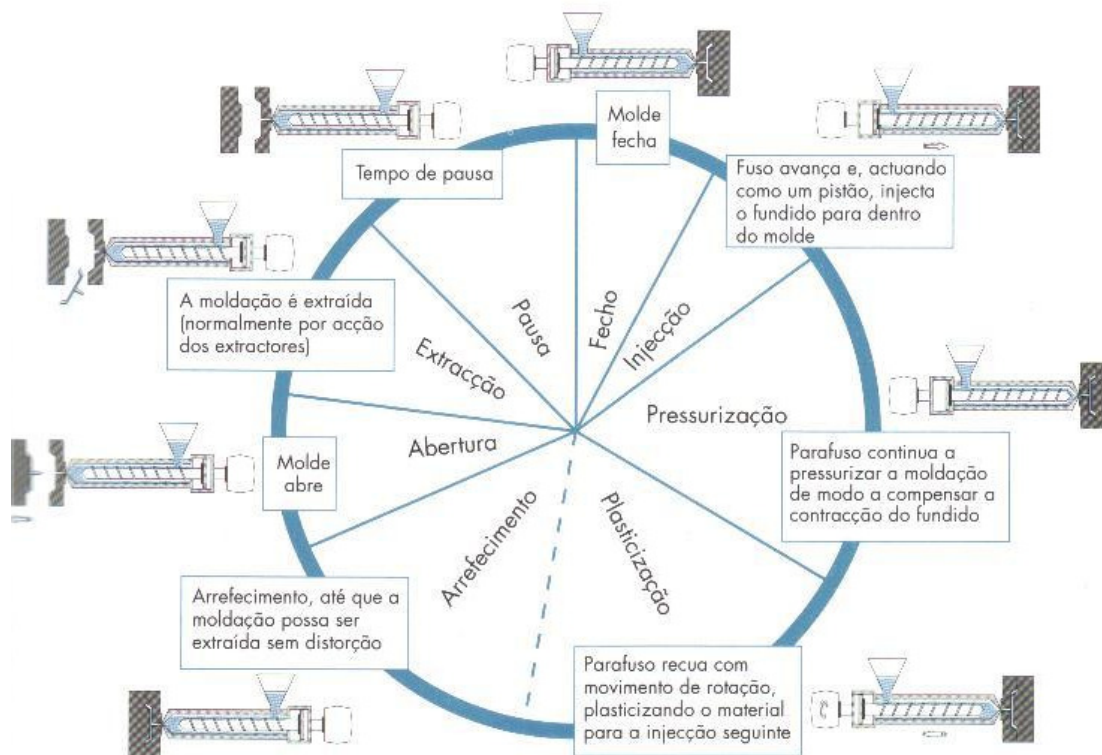 Molde
fecha
Fuso avança e, actuando
como um pistão, injecta
o fundido para dentro
do molde
Parafuso continua a
pressurizar a moldação
de modo a compensar a
contracção do fundido
Parafuso recua com
movimento de rotação,
plasticizando o material
para a injecção seguinte
Arrefecimento, até que a
moldação possa ser
extraída sem distorção
Molde
abre
A moldação é extraída
(normalmente por acção
dos extractores)
Tempo de pausa
Fecho
Injecção
Pressurização
Plasticização
Arrefecimento
Abertura
Extracção
Pausa